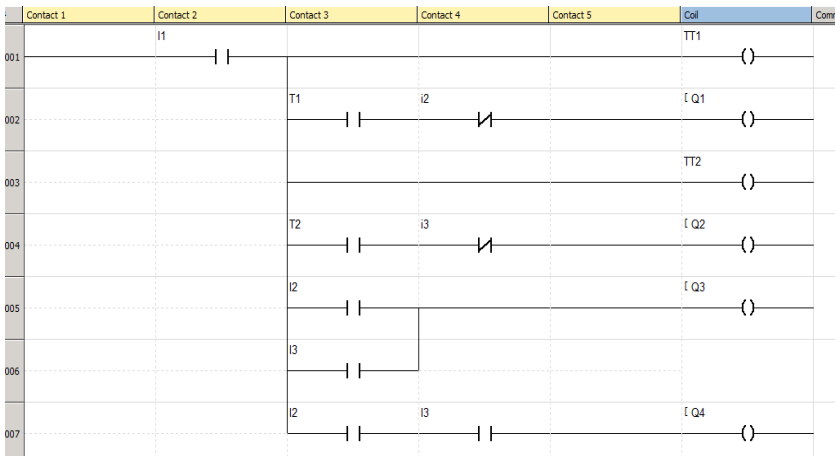 Contact 1 Contact 2 Contact 3 Contact 4 Contact 5 Coil
I1 TT1
001
T1 i2 [ Q1
002
TT2
003
T2 i3 [ Q2
004
I2 [ Q3
005
I3
006
I2 I3 [ Q4
007